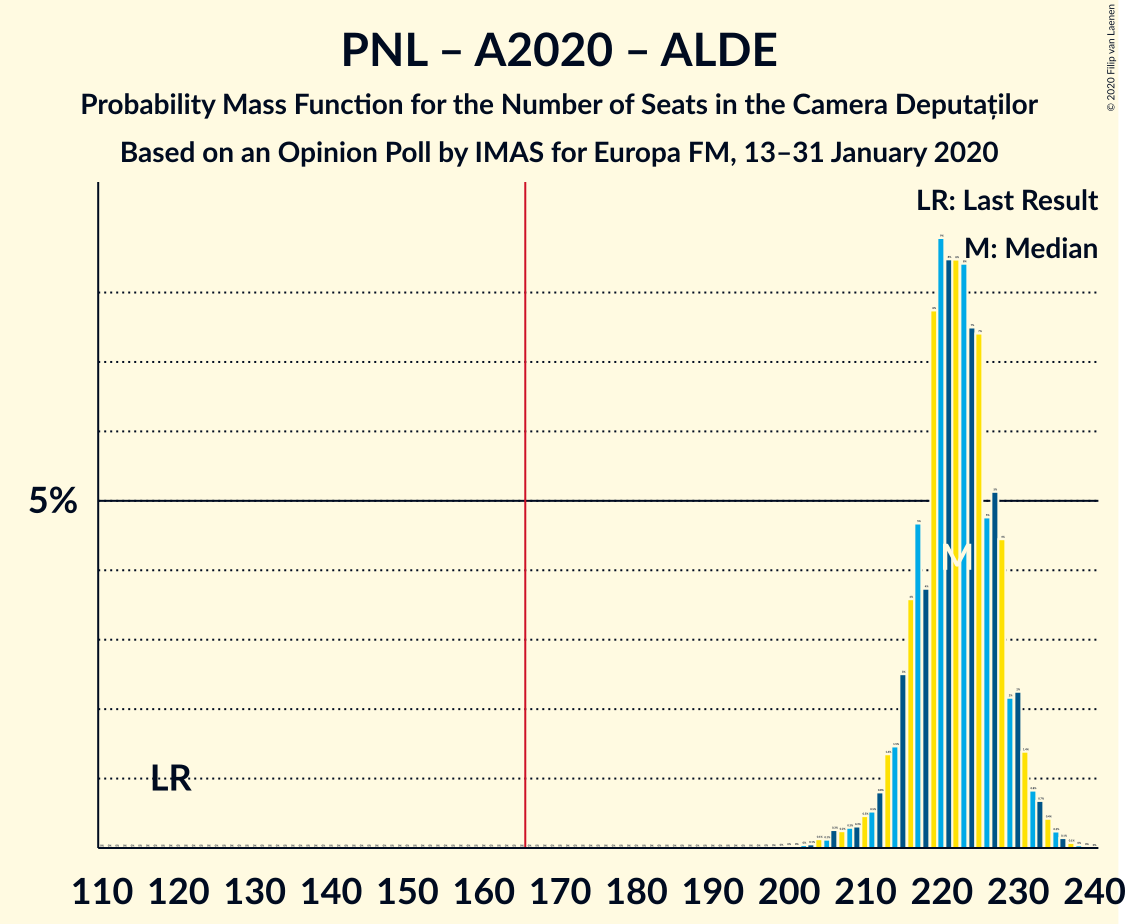 PNL – A2020 – ALDE
Probability Mass Function for the Number of Seats in the Camera Deputaților
Based on an Opinion Poll by IMAS for Europa FM, 13–31 January 2020
© 2020 Filip van Laenen
LR: Last Result
M: Median
5%
M
LR
110 120 130 140 150 160 170 180 190 200 210 220 230 240